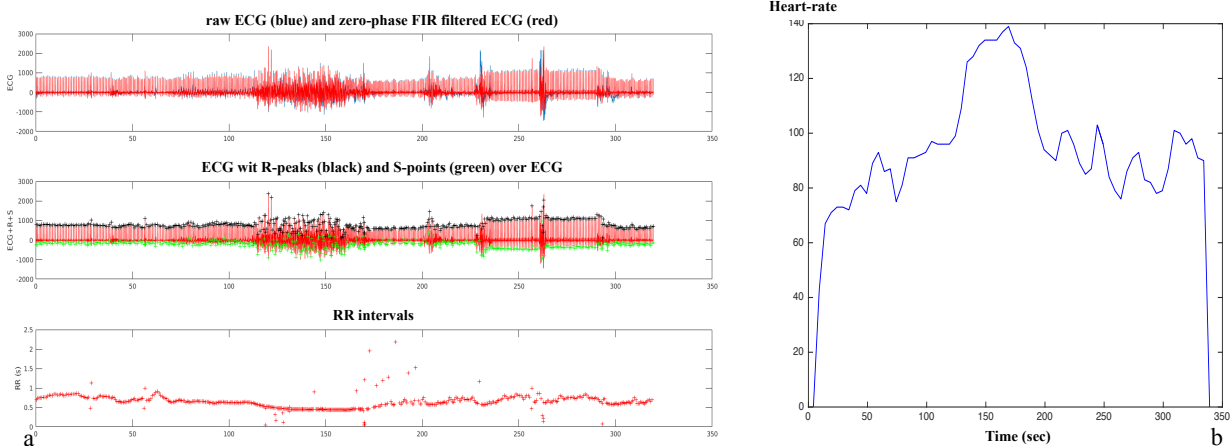 raw ECG (blue) and zero-phase FIR filtered ECG (red)
ECG
3000
2000
1000
0
-1000
-2000
0 50 100 150 200 250 300 350
ECG wit R-peaks (black) and S-points (green) over ECG
ECG+R+S
3000
2000
1000
0
-1000
-2000
0 50 100 150 200 250 300 350
RR intervals
RR (s)
2.5
2
1.5
1
0.5
0
0 50 100 150 200 250 300 350
a
Heart-rate
140
120
100
80
60
40
20
0
0 50 100 150 200 250 300 350
Time (sec)
b